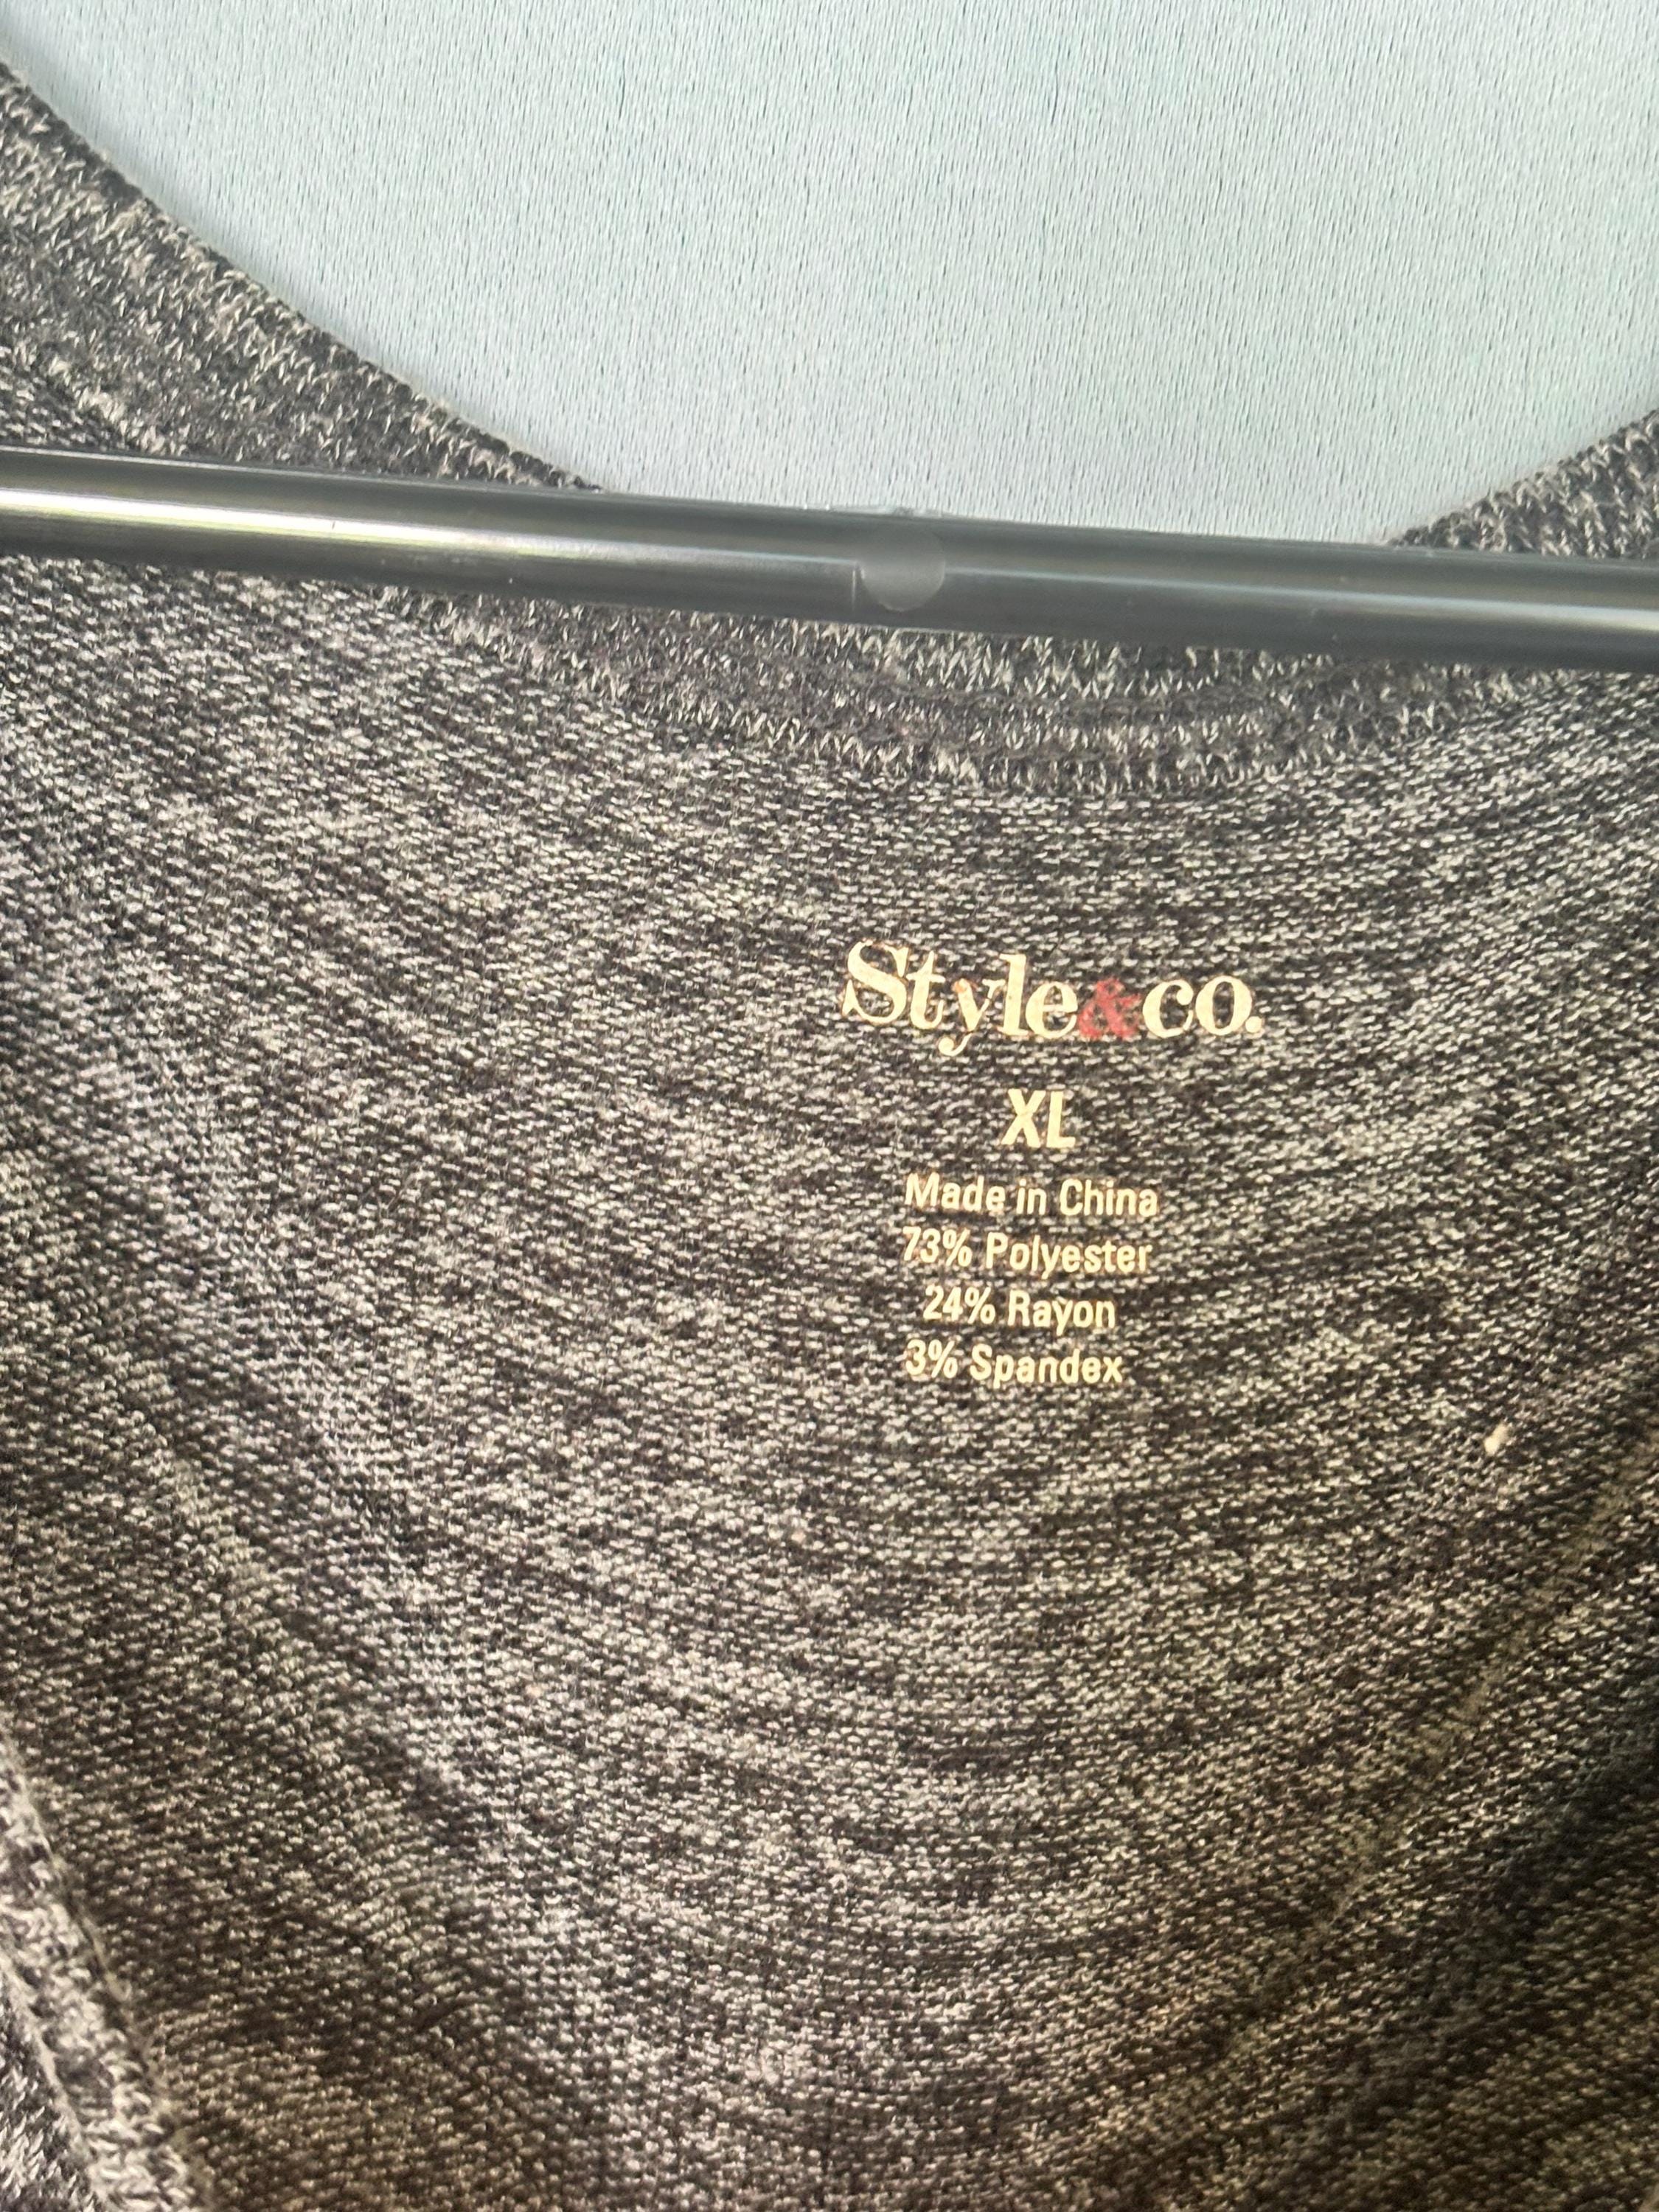 Style&co.
XL
Made in China
73% Polyester
24% Rayon
3% Spandex